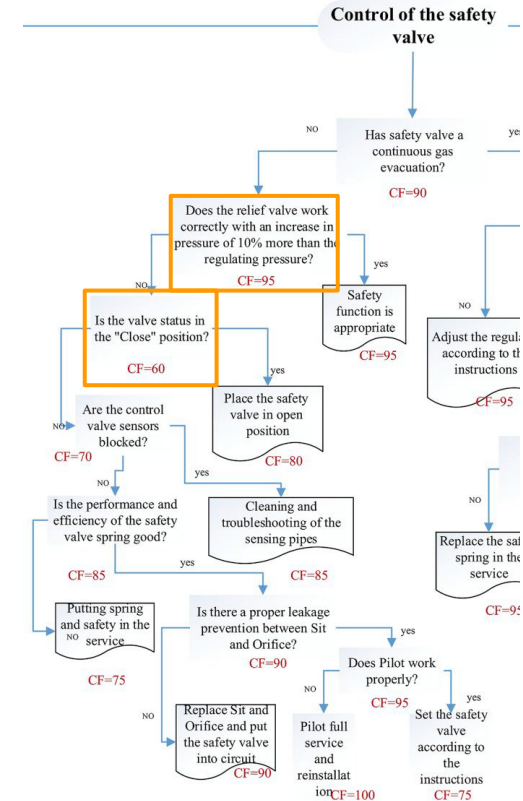 Control of the safety
valve
NO
Has safety valve a
continuous gas
evacuation?
yes
CF=90
Does the relief valve work
correctly with an increase in
pressure of 10% more than the
regulating pressure?
CF=95
NO
yes
Safety
function is
appropriate
CF=95
NO
Adjust the regula
according to th
instructions
CF=95
Is the valve status in
the "Close" position?
CF=60
yes
Place the safety
valve in open
position
CF=80
NO
Are the control
valve sensors
blocked?
CF=70
NO
yes
Cleaning and
troubleshooting of the
sensing pipes
CF=85
NO
Replace the saf
spring in the
service
CF=95
Is the performance and
efficiency of the safety
valve spring good?
CF=85
yes
Putting spring
and safety in the
NO
service
CF=75
Is there a proper leakage
prevention between Sit
and Orifice?
CF=90
yes
NO
Replace Sit and
Orifice and put
the safety valve
into circuit
CF=90
Does Pilot work
properly?
CF=95
NO
yes
Pilot full
service
and
reinstallat
ion
CF=100
Set the safety
valve
according to
the
instructions
CF=75